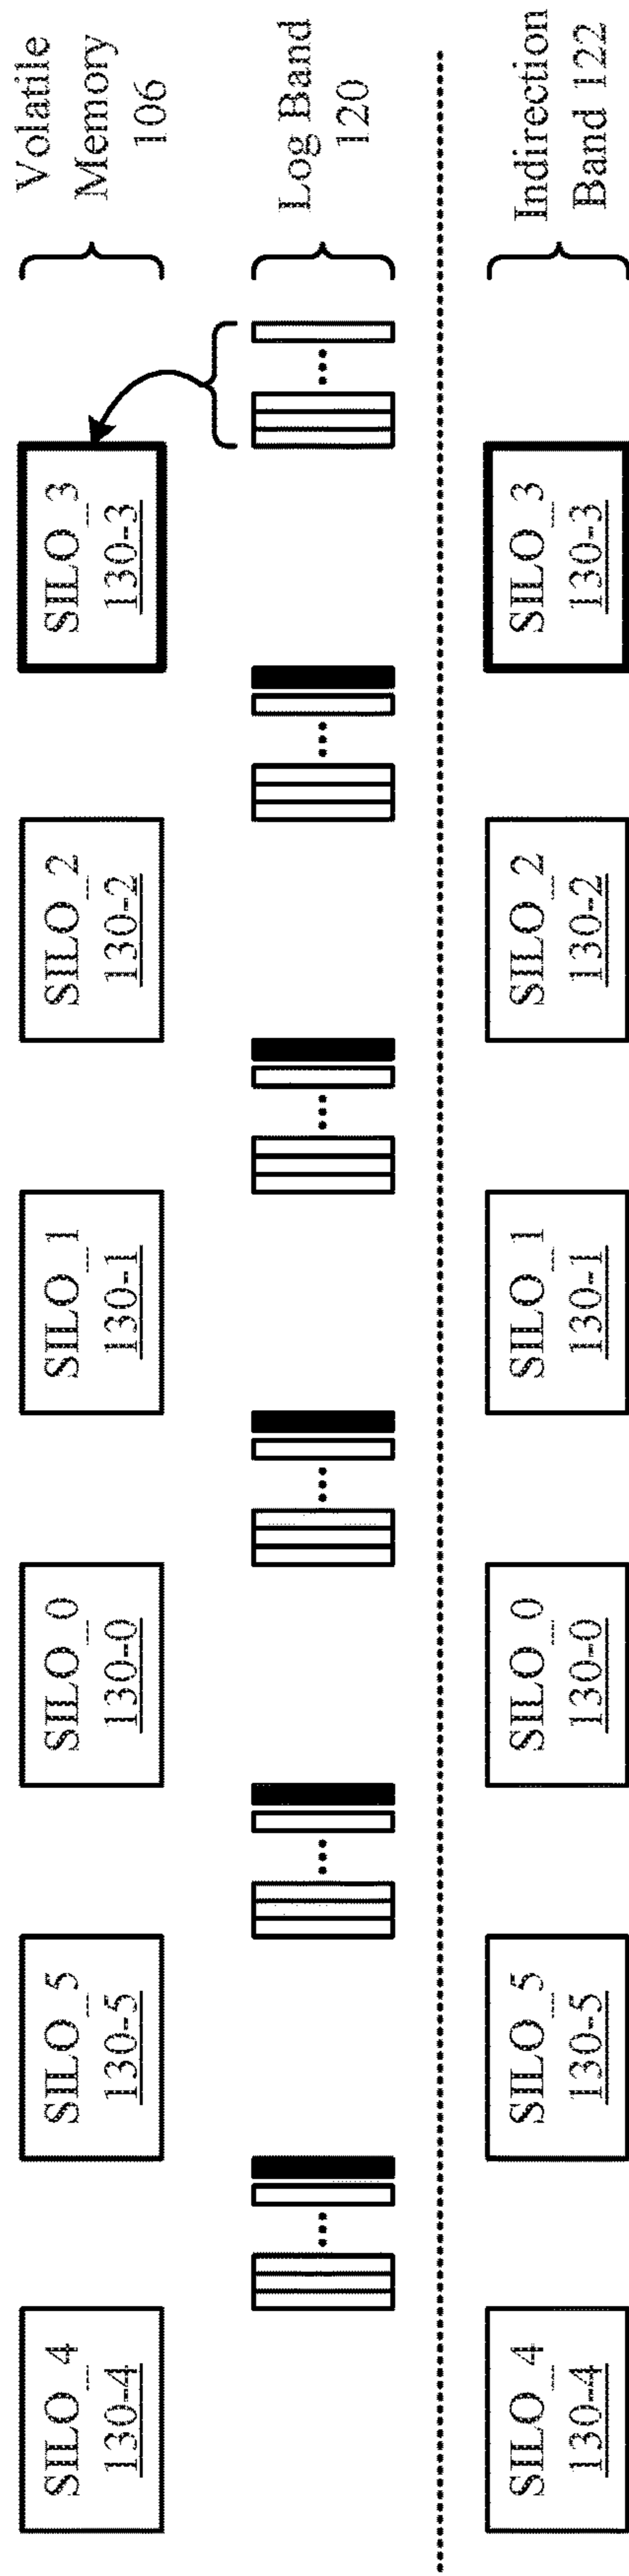 SILO_4
130-4
SILO_5
130-5
SILO_0
130-0
SILO_1
130-1
SILO_2
130-2
SILO_3
130-3
Volatile
Memory
106
Log Band
120
SILO_4
130-4
SILO_5
130-5
SILO_0
130-0
SILO_1
130-1
SILO_2
130-2
SILO_3
130-3
Indirection
Band 122